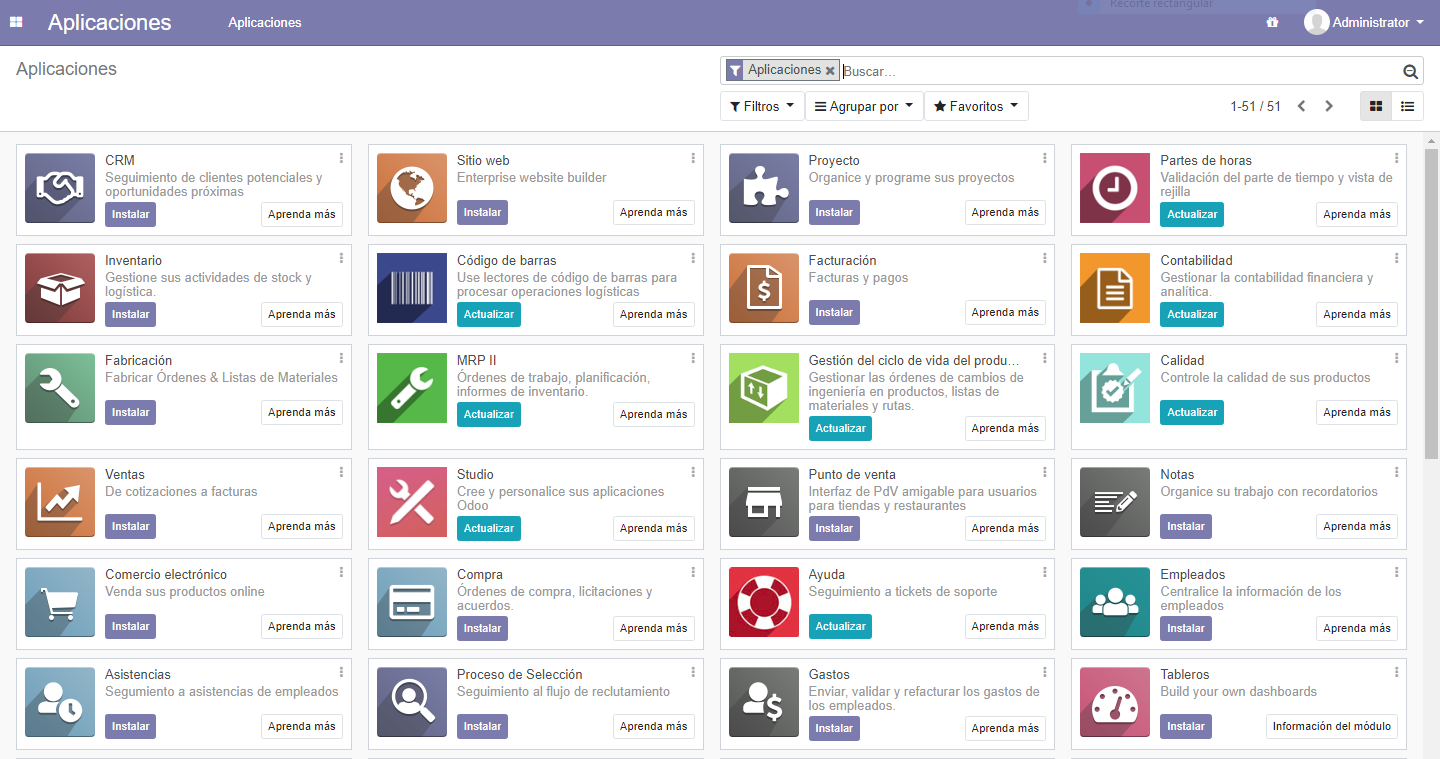 Aplicaciones
Aplicaciones
Recorte rectangular
Administrator
Aplicaciones
Aplicaciones
Buscar...
Filtros
Agrupar por
Favoritos
1-51 / 51
CRM
Seguimiento de clientes potenciales y
oportunidades próximas
Instalar
Aprenda más
Sitio web
Enterprise website builder
Instalar
Aprenda más
Proyecto
Organice y programe sus proyectos
Instalar
Aprenda más
Partes de horas
Validación del parte de tiempo y vista de
rejilla
Actualizar
Aprenda más
Inventario
Gestione sus actividades de stock y
logística.
Instalar
Aprenda más
Código de barras
Use lectores de código de barras para
procesar operaciones logísticas
Actualizar
Aprenda más
Facturación
Facturas y pagos
Instalar
Aprenda más
Contabilidad
Gestionar la contabilidad financiera y
analítica.
Actualizar
Aprenda más
Fabricación
Fabricar Órdenes & Listas de Materiales
Instalar
Aprenda más
MRP II
Órdenes de trabajo, planificación,
informes de inventario.
Actualizar
Aprenda más
Gestión del ciclo de vida del produ...
Gestionar las órdenes de cambios de
ingeniería en productos, listas de
materiales y rutas.
Actualizar
Aprenda más
Calidad
Controle la calidad de sus productos
Actualizar
Aprenda más
Ventas
De cotizaciones a facturas
Instalar
Aprenda más
Studio
Cree y personalice sus aplicaciones
Odoo
Actualizar
Aprenda más
Punto de venta
Interfaz de PdV amigable para usuarios
para tiendas y restaurantes
Instalar
Aprenda más
Notas
Organice su trabajo con recordatorios
Instalar
Aprenda más
Comercio electrónico
Venda sus productos online
Instalar
Aprenda más
Compra
Órdenes de compra, licitaciones y
acuerdos.
Instalar
Aprenda más
Ayuda
Seguimiento a tickets de soporte
Actualizar
Aprenda más
Empleados
Centralice la información de los
empleados
Instalar
Aprenda más
Asistencias
Segumiento a asistencias de empleados
Instalar
Aprenda más
Proceso de Selección
Seguimiento al flujo de reclutamiento
Instalar
Aprenda más
Gastos
Enviar, validar y refacturar los gastos de
los empleados.
Instalar
Aprenda más
Tableros
Build your own dashboards
Instalar
Información del módulo